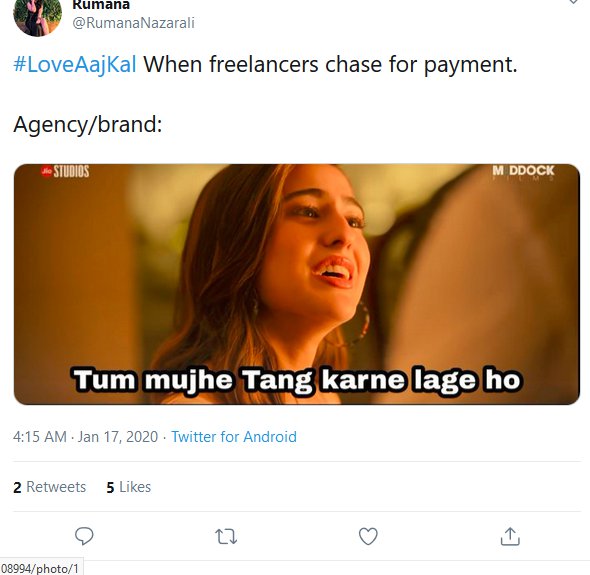 Rumana
@RumanaNazarali
#LoveAajKal When freelancers chase for payment.
Agency/brand:
Jio STUDIOS
MADDOCK
FILMS
Tum mujhe Tang karne lage ho
4:15 AM · Jan 17, 2020 · Twitter for Android
2 Retweets 5 Likes
08994/photo/1